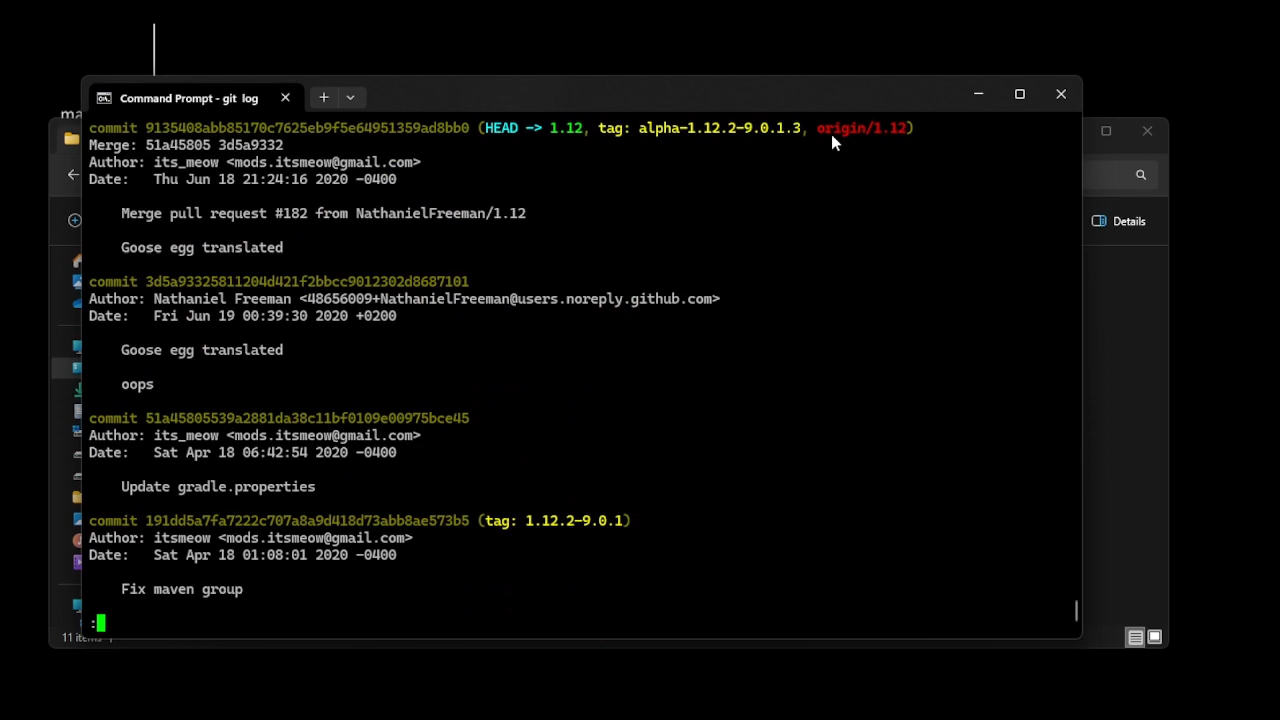 ma
Command Prompt - git log
commit 9135408abb85170c7625eb9f5e64951359ad8bb0 (HEAD -> 1.12, tag: alpha-1.12.2-9.0.1.3, origin/1.12)
Merge: 51a45805 3d5a9332
Author: its_meow <mods.itsmeow@gmail.com>
Date:   Thu Jun 18 21:24:16 2020 -0400
Merge pull request #182 from NathanielFreeman/1.12
Goose egg translated
Details
commit 3d5a93325811204d421f2bbcc9012302d8687101
Author: Nathaniel Freeman <48656009+NathanielFreeman@users.noreply.github.com>
Date:   Fri Jun 19 00:39:30 2020 +0200
Goose egg translated
oops
commit 51a45805539a2881da38c11bf0109e00975bce45
Author: its_meow <mods.itsmeow@gmail.com>
Date:   Sat Apr 18 06:42:54 2020 -0400
Update gradle.properties
commit 191dd5a7fa7222c707a8a9d418d73abb8ae573b5 (tag: 1.12.2-9.0.1)
Author: itsmeow <mods.itsmeow@gmail.com>
Date:   Sat Apr 18 01:08:01 2020 -0400
Fix maven group
:
11 items